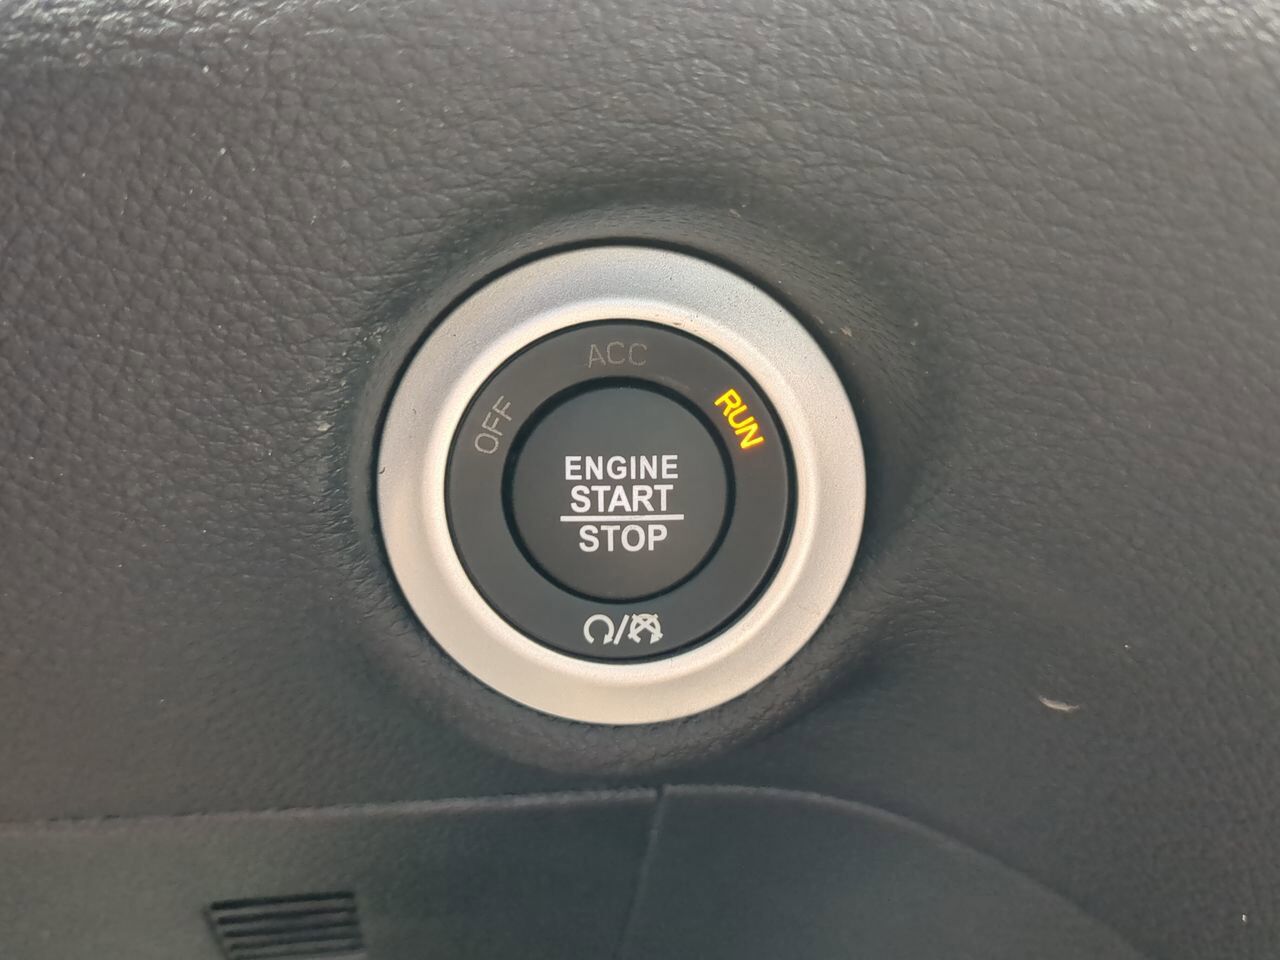 ACC
OFF
RUN
ENGINE
START
STOP